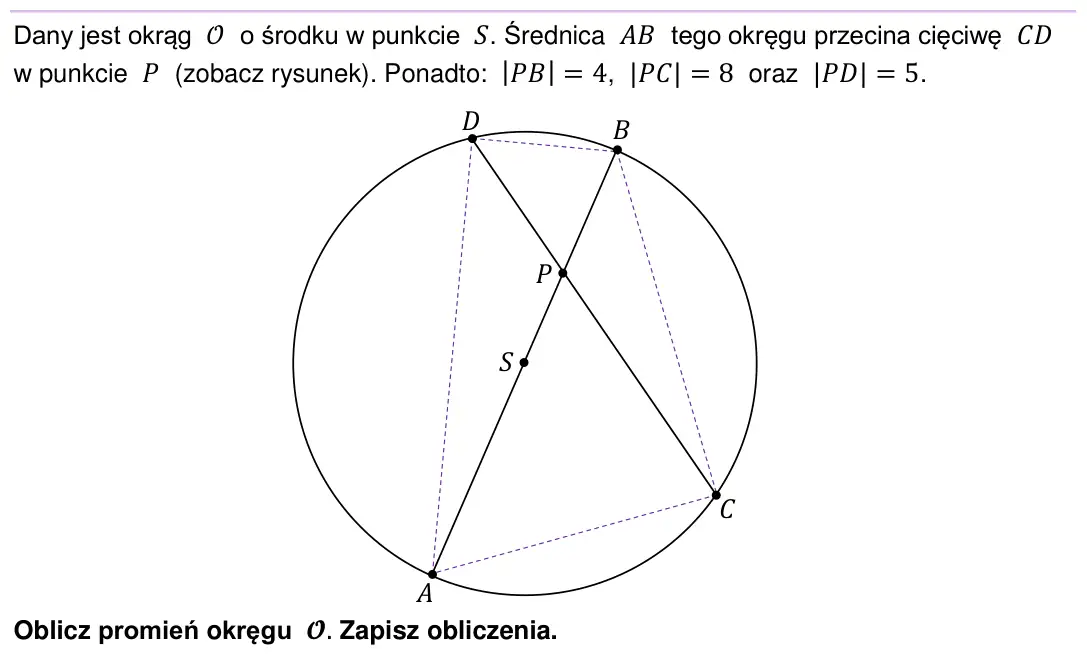 Dany jest okrąg 𝒪 o środku w punkcie S. Średnica AB tego okręgu przecina cięciwę CD
w punkcie P (zobacz rysunek). Ponadto: |PB| = 4, |PC| = 8 oraz |PD| = 5.
D
B
P
S
C
A
Oblicz promień okręgu 𝒪. Zapisz obliczenia.